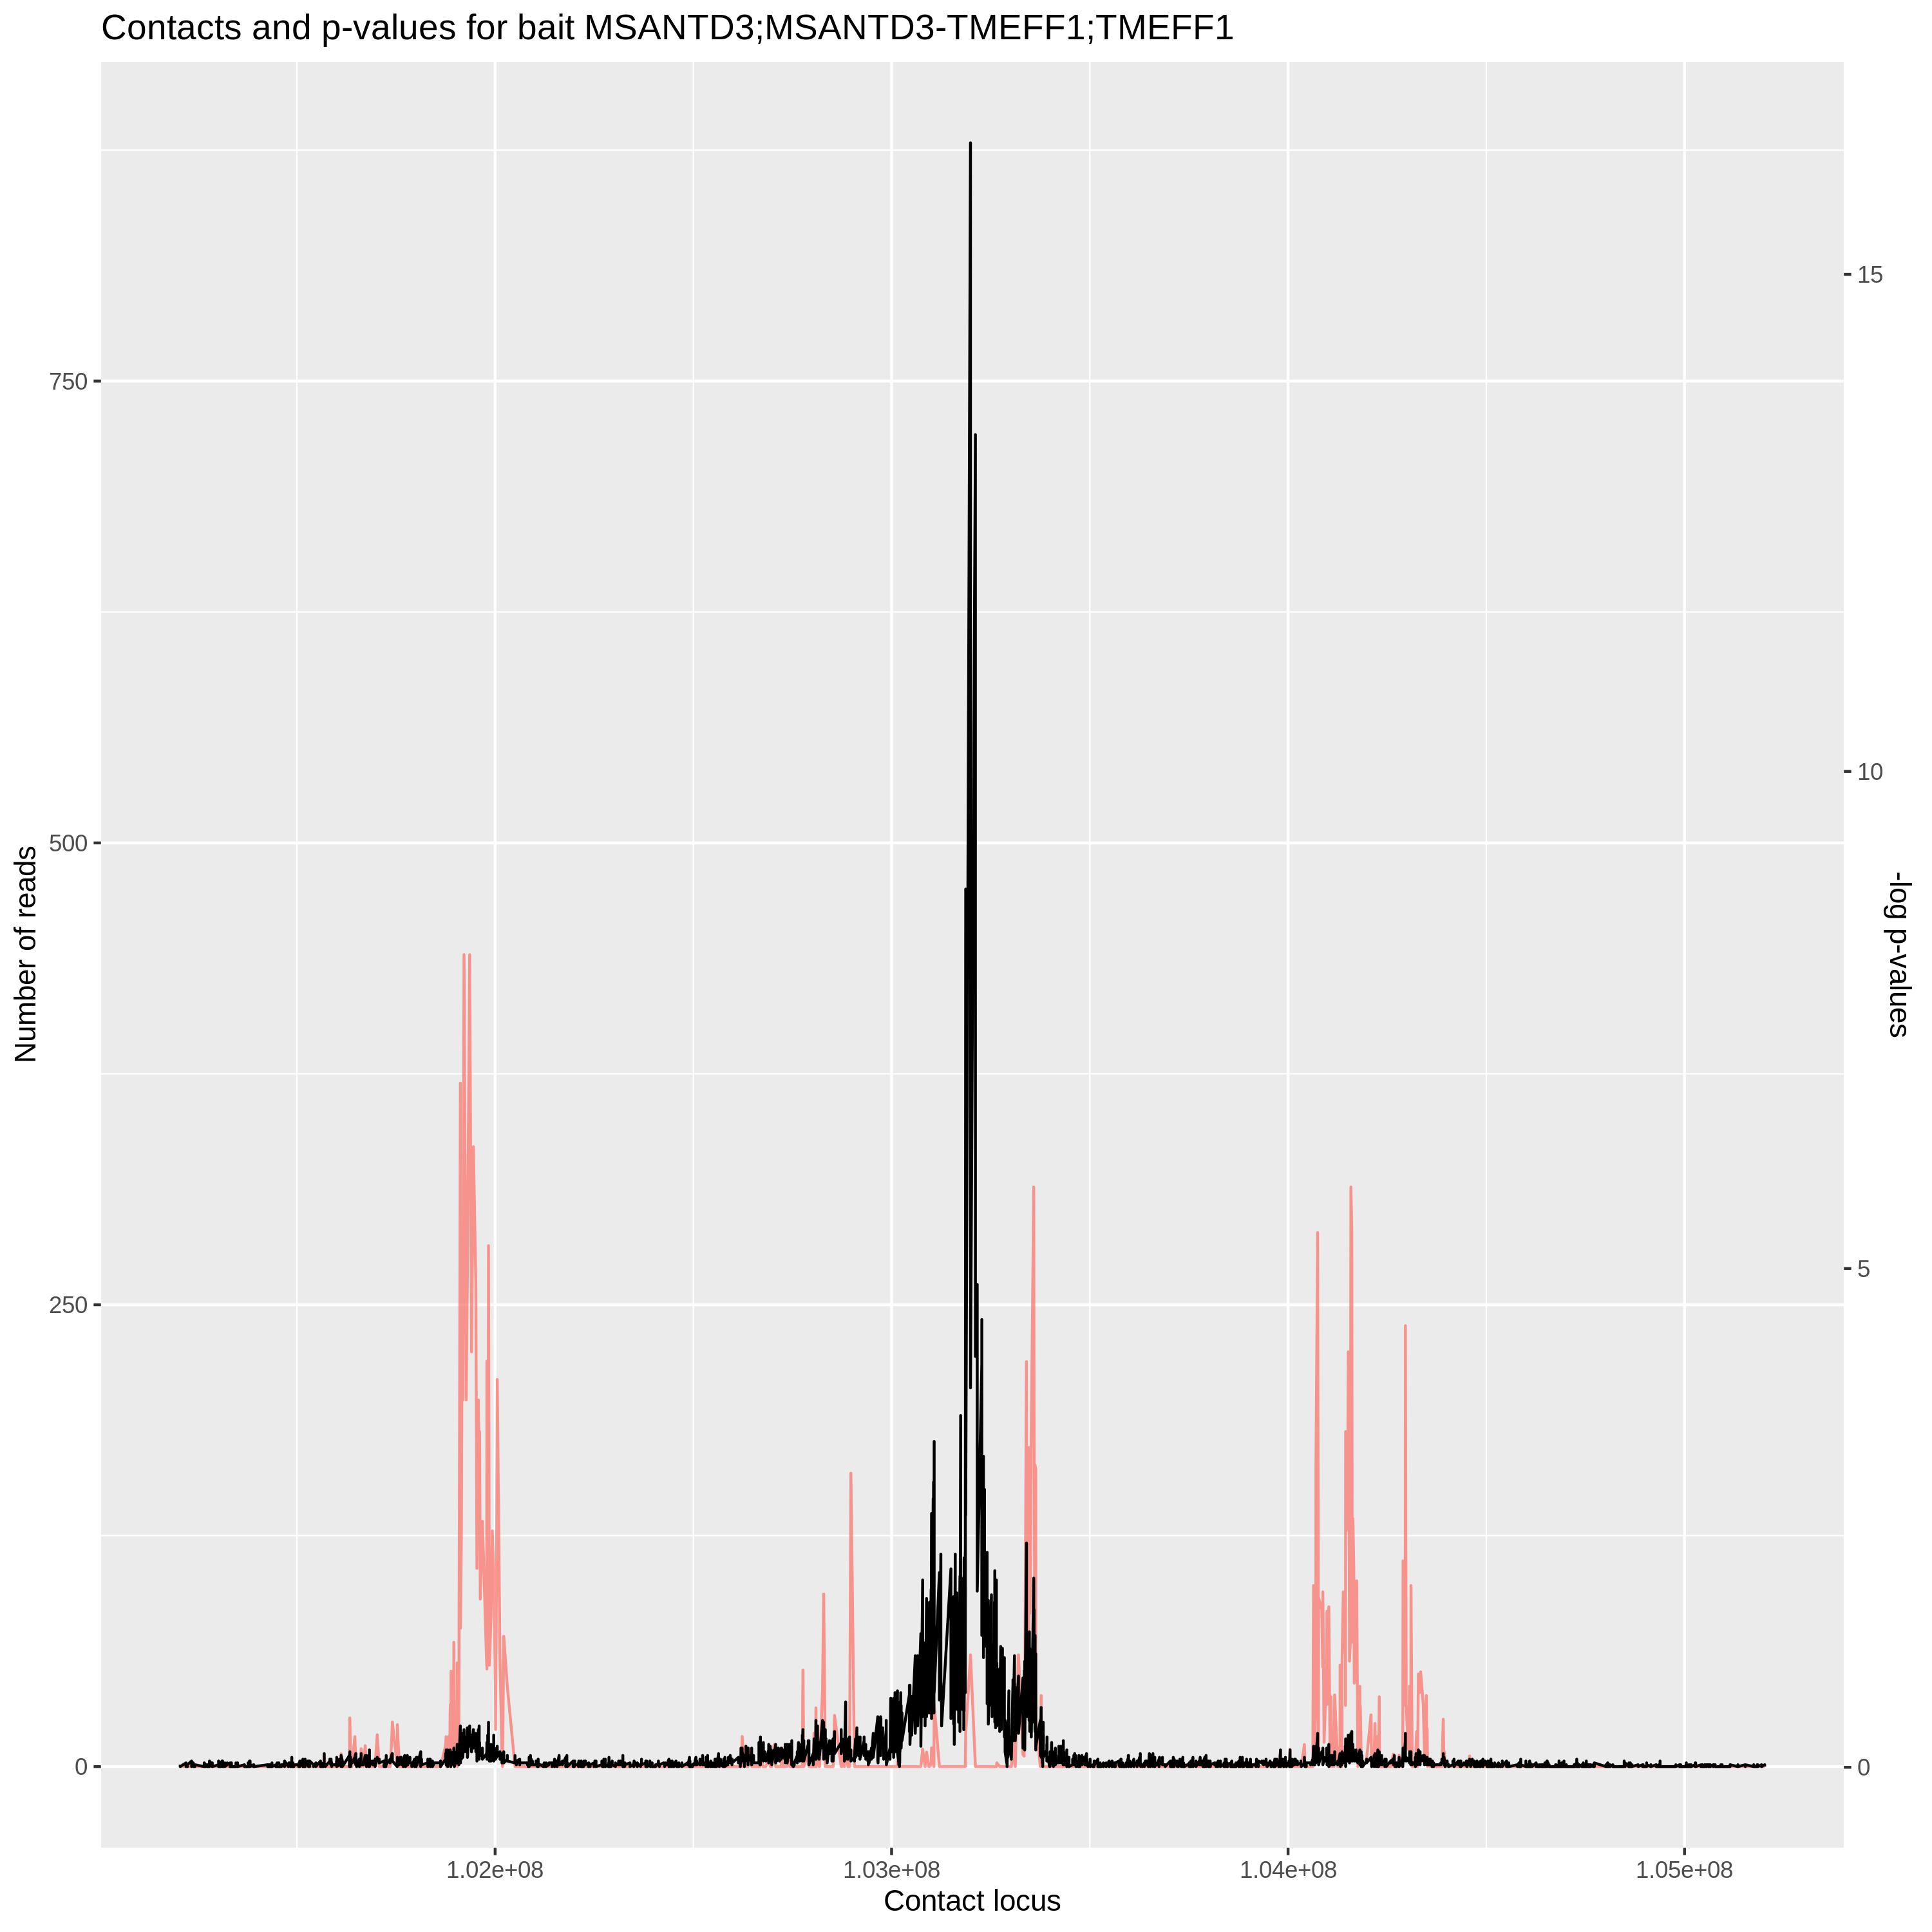 Contacts and p-values for bait MSANTD3;MSANTD3-TMEFF1;TMEFF1
Number of reads
750
500
250
0
15
10
5
0
-log p-values
1.02e+08
1.03e+08
1.04e+08
1.05e+08
Contact locus